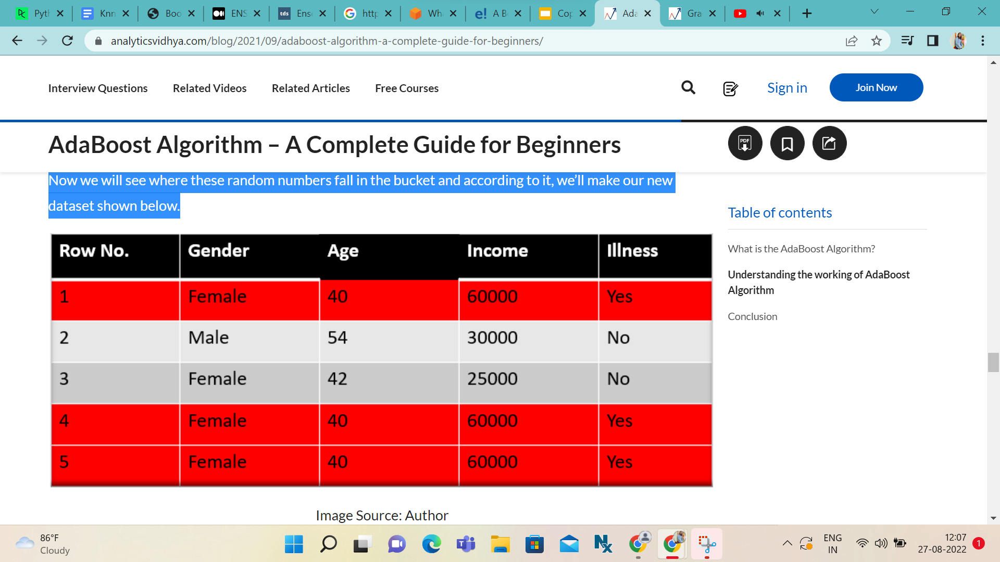 Pytl
Knn
Boo
ENS
tds
Ense
http
Wha
e! A Be
Cop
Ada
Gra
analyticsvidhya.com/blog/2021/09/adaboost-algorithm-a-complete-guide-for-beginners/
Interview Questions Related Videos Related Articles Free Courses Sign in Join Now
AdaBoost Algorithm – A Complete Guide for Beginners
PDF
Now we will see where these random numbers fall in the bucket and according to it, we'll make our new
dataset shown below.
Row No. Gender Age Income Illness
1 Female 40 60000 Yes
2 Male 54 30000 No
3 Female 42 25000 No
4 Female 40 60000 Yes
5 Female 40 60000 Yes
Image Source: Author
Table of contents
What is the AdaBoost Algorithm?
Understanding the working of AdaBoost
Algorithm
Conclusion
86°F
Cloudy
ENG
IN
12:07
27-08-2022
1